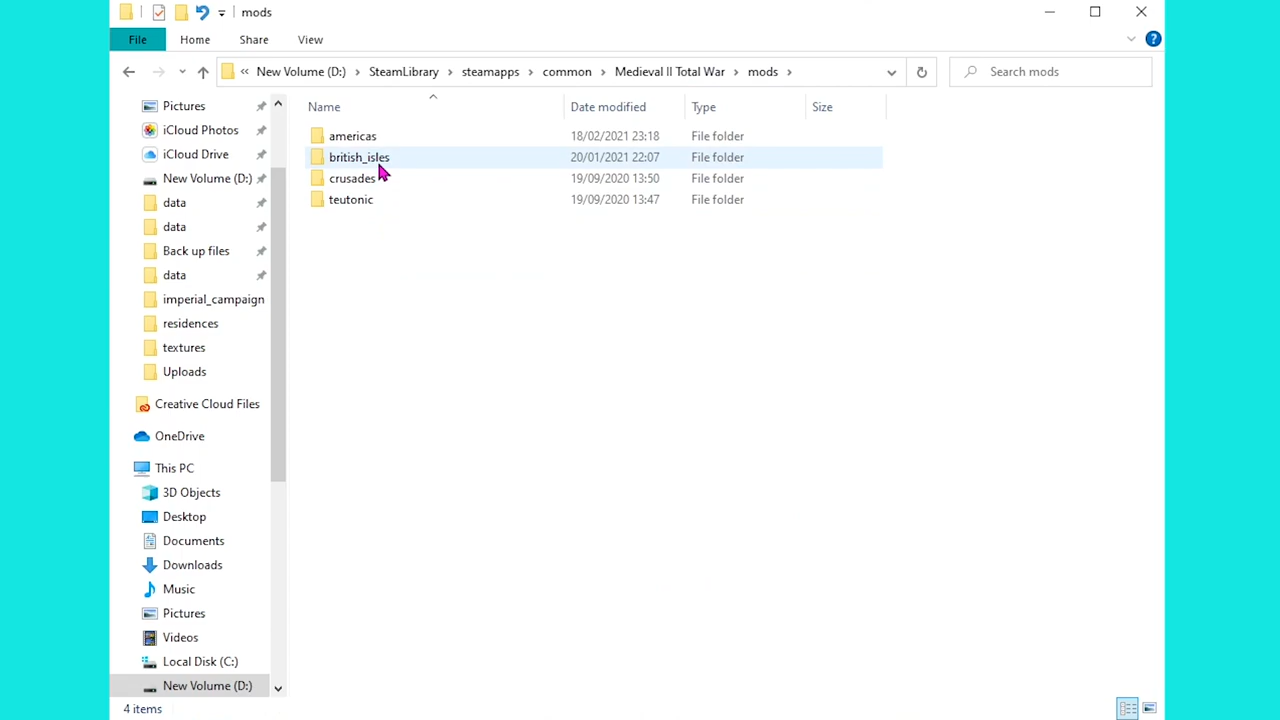 mods
File
Home
Share
View
?
« New Volume (D:) > SteamLibrary > steamapps > common > Medieval II Total War > mods >
Search mods
Name
Date modified
Type
Size
americas
18/02/2021 23:18
File folder
british_isles
20/01/2021 22:07
File folder
crusades
19/09/2020 13:50
File folder
teutonic
19/09/2020 13:47
File folder
Pictures
iCloud Photos
iCloud Drive
New Volume (D:)
data
data
Back up files
data
imperial_campaign
residences
textures
Uploads
Creative Cloud Files
OneDrive
This PC
3D Objects
Desktop
Documents
Downloads
Music
Pictures
Videos
Local Disk (C:)
New Volume (D:)
4 items